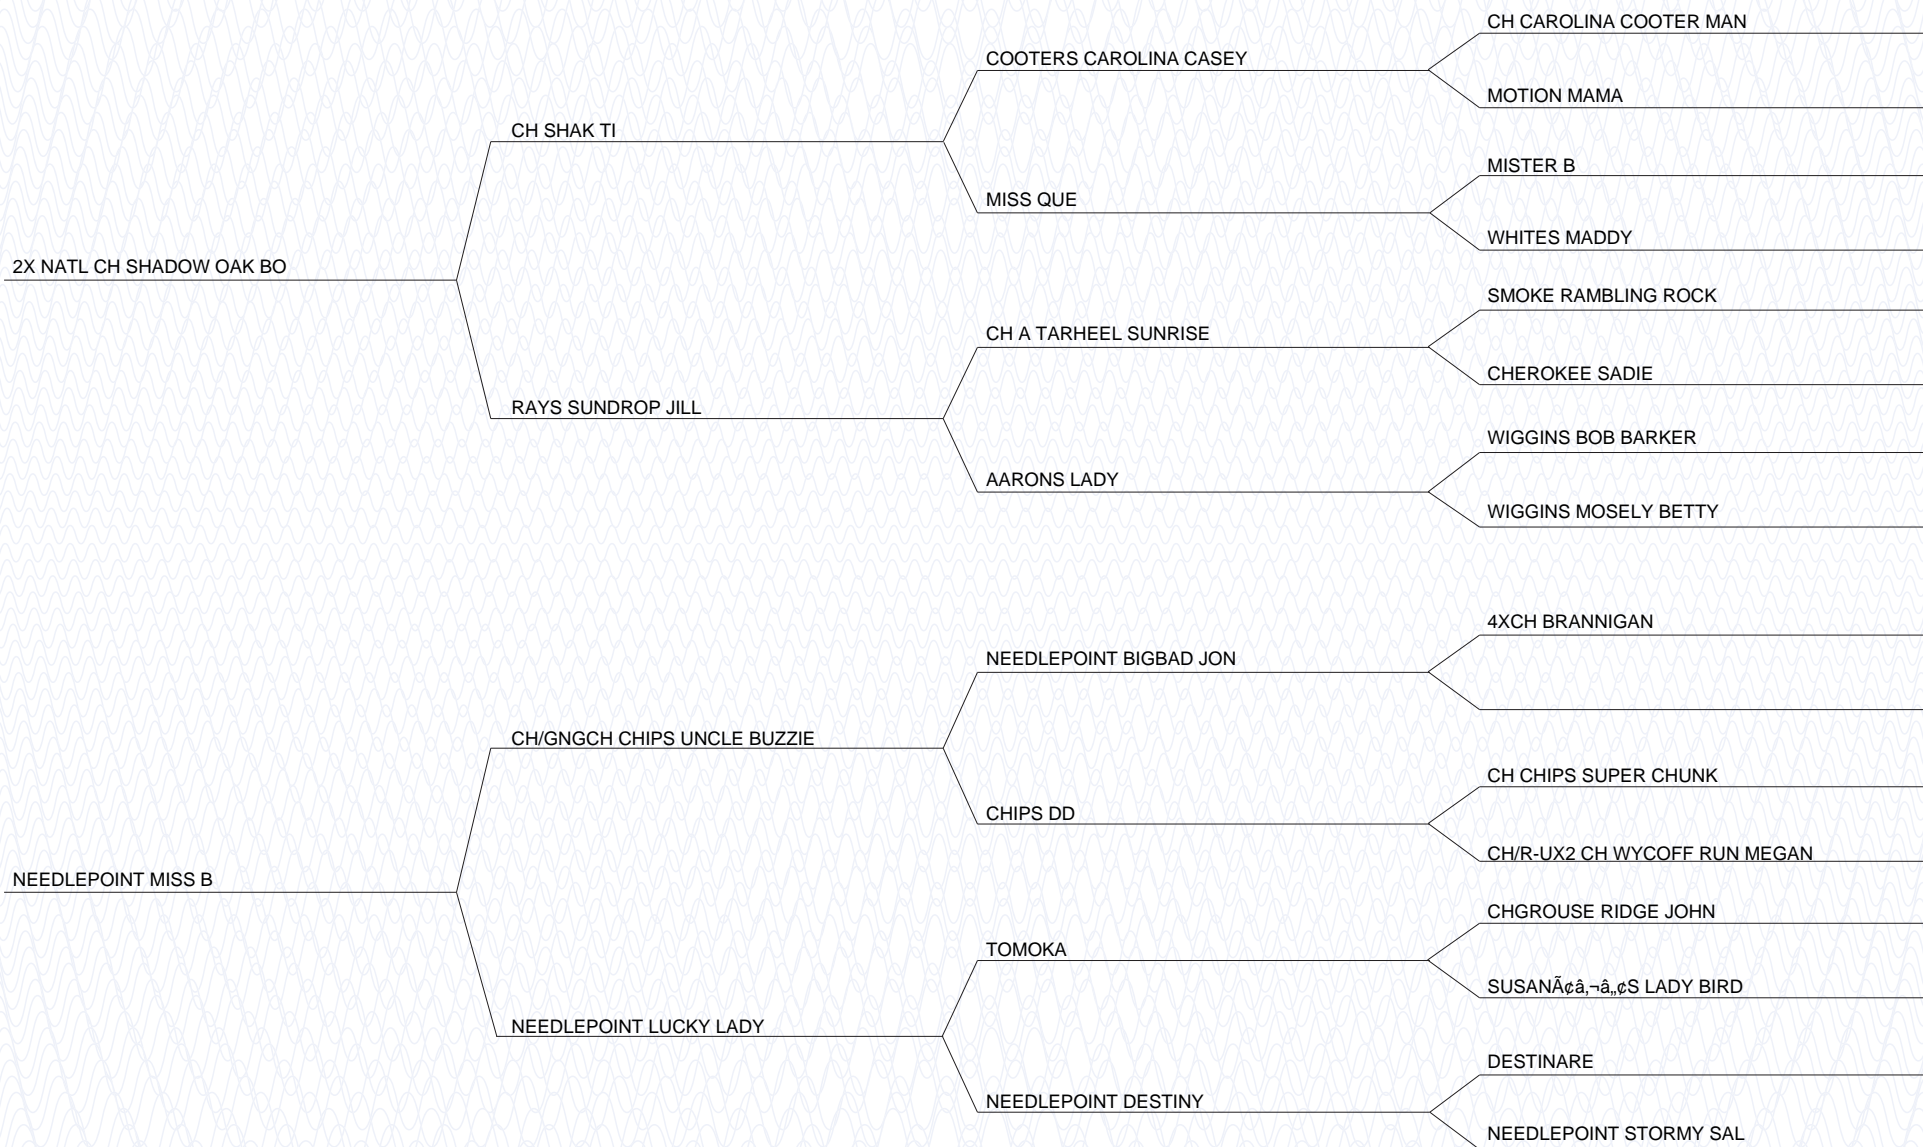 CH CAROLINA COOTER MAN
COOTERS CAROLINA CASEY
MOTION MAMA
CH SHAK TI
MISTER B
MISS QUE
WHITES MADDY
2X NATL CH SHADOW OAK BO
SMOKE RAMBLING ROCK
CH A TARHEEL SUNRISE
CHEROKEE SADIE
RAYS SUNDROP JILL
WIGGINS BOB BARKER
AARONS LADY
WIGGINS MOSELY BETTY
4XCH BRANNIGAN
NEEDLEPOINT BIGBAD JON
CH/GNGCH CHIPS UNCLE BUZZIE
CH CHIPS SUPER CHUNK
CHIPS DD
CH/R-UX2 CH WYCOFF RUN MEGAN
NEEDLEPOINT MISS B
CHGROUSE RIDGE JOHN
TOMOKA
SUSANÃ¢â‚¬â„¢S LADY BIRD
NEEDLEPOINT LUCKY LADY
DESTINARE
NEEDLEPOINT DESTINY
NEEDLEPOINT STORMY SAL